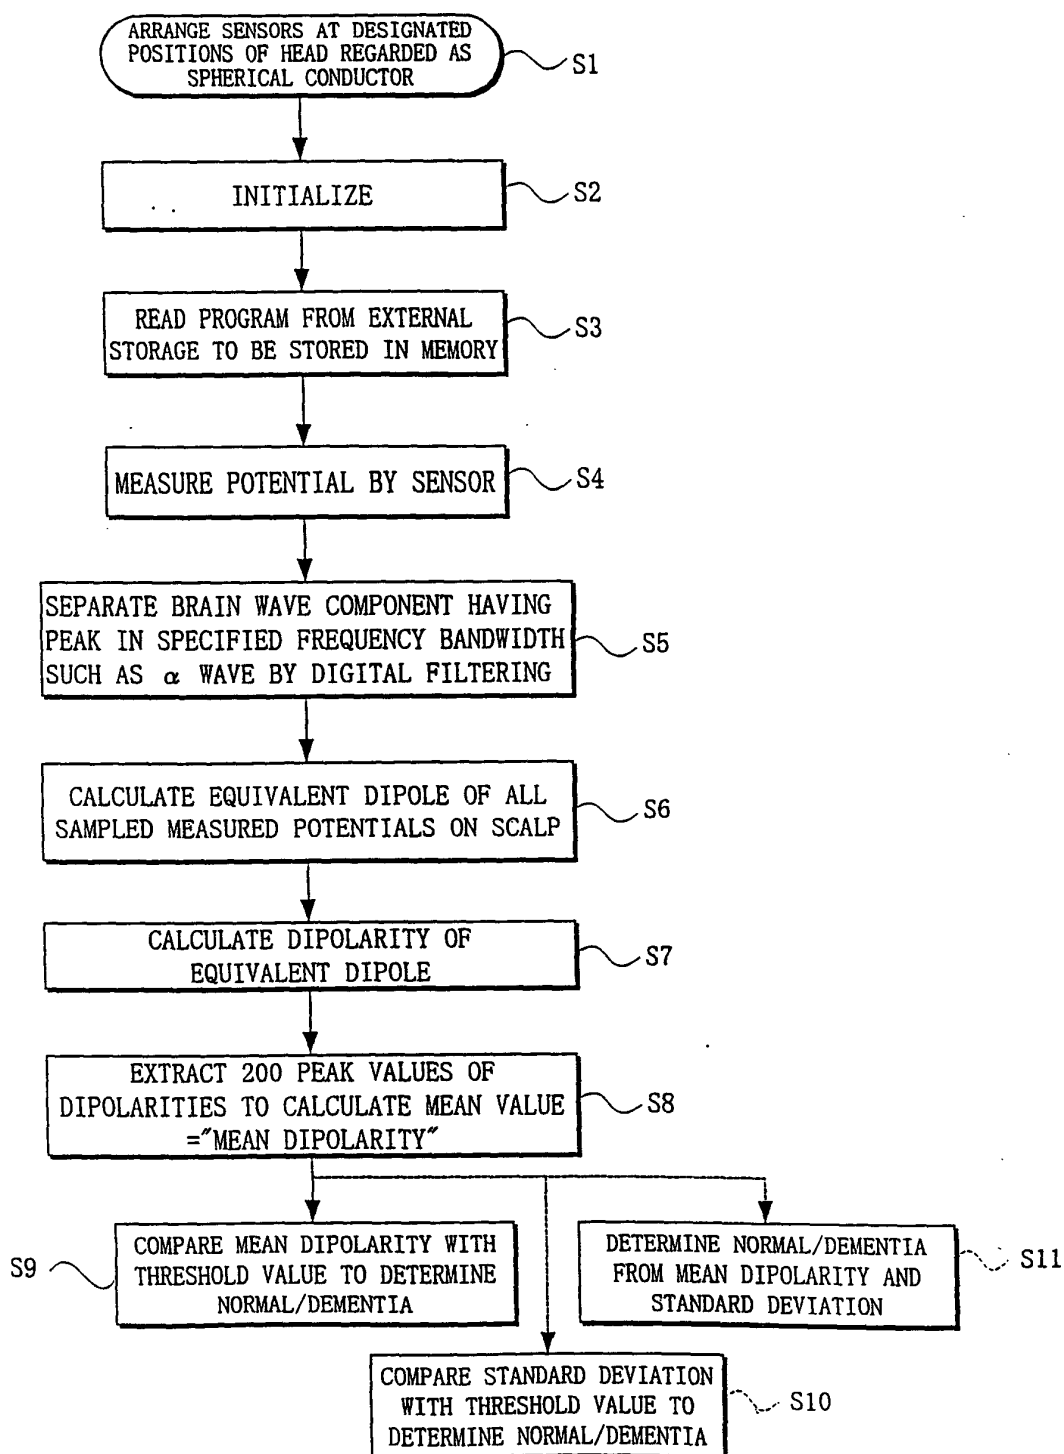 ARRANGE SENSORS AT DESIGNATED
POSITIONS OF HEAD REGARDED AS
SPHERICAL CONDUCTOR
S1
INITIALIZE
S2
READ PROGRAM FROM EXTERNAL
STORAGE TO BE STORED IN MEMORY
S3
MEASURE POTENTIAL BY SENSOR
S4
SEPARATE BRAIN WAVE COMPONENT HAVING
PEAK IN SPECIFIED FREQUENCY BANDWIDTH
SUCH AS α WAVE BY DIGITAL FILTERING
S5
CALCULATE EQUIVALENT DIPOLE OF ALL
SAMPLED MEASURED POTENTIALS ON SCALP
S6
CALCULATE DIPOLARITY OF
EQUIVALENT DIPOLE
S7
EXTRACT 200 PEAK VALUES OF
DIPOLARITIES TO CALCULATE MEAN VALUE
="MEAN DIPOLARITY"
S8
S9
COMPARE MEAN DIPOLARITY WITH
THRESHOLD VALUE TO DETERMINE
NORMAL/DEMENTIA
DETERMINE NORMAL/DEMENTIA
FROM MEAN DIPOLARITY AND
STANDARD DEVIATION
S11
COMPARE STANDARD DEVIATION
WITH THRESHOLD VALUE TO
DETERMINE NORMAL/DEMENTIA
S10